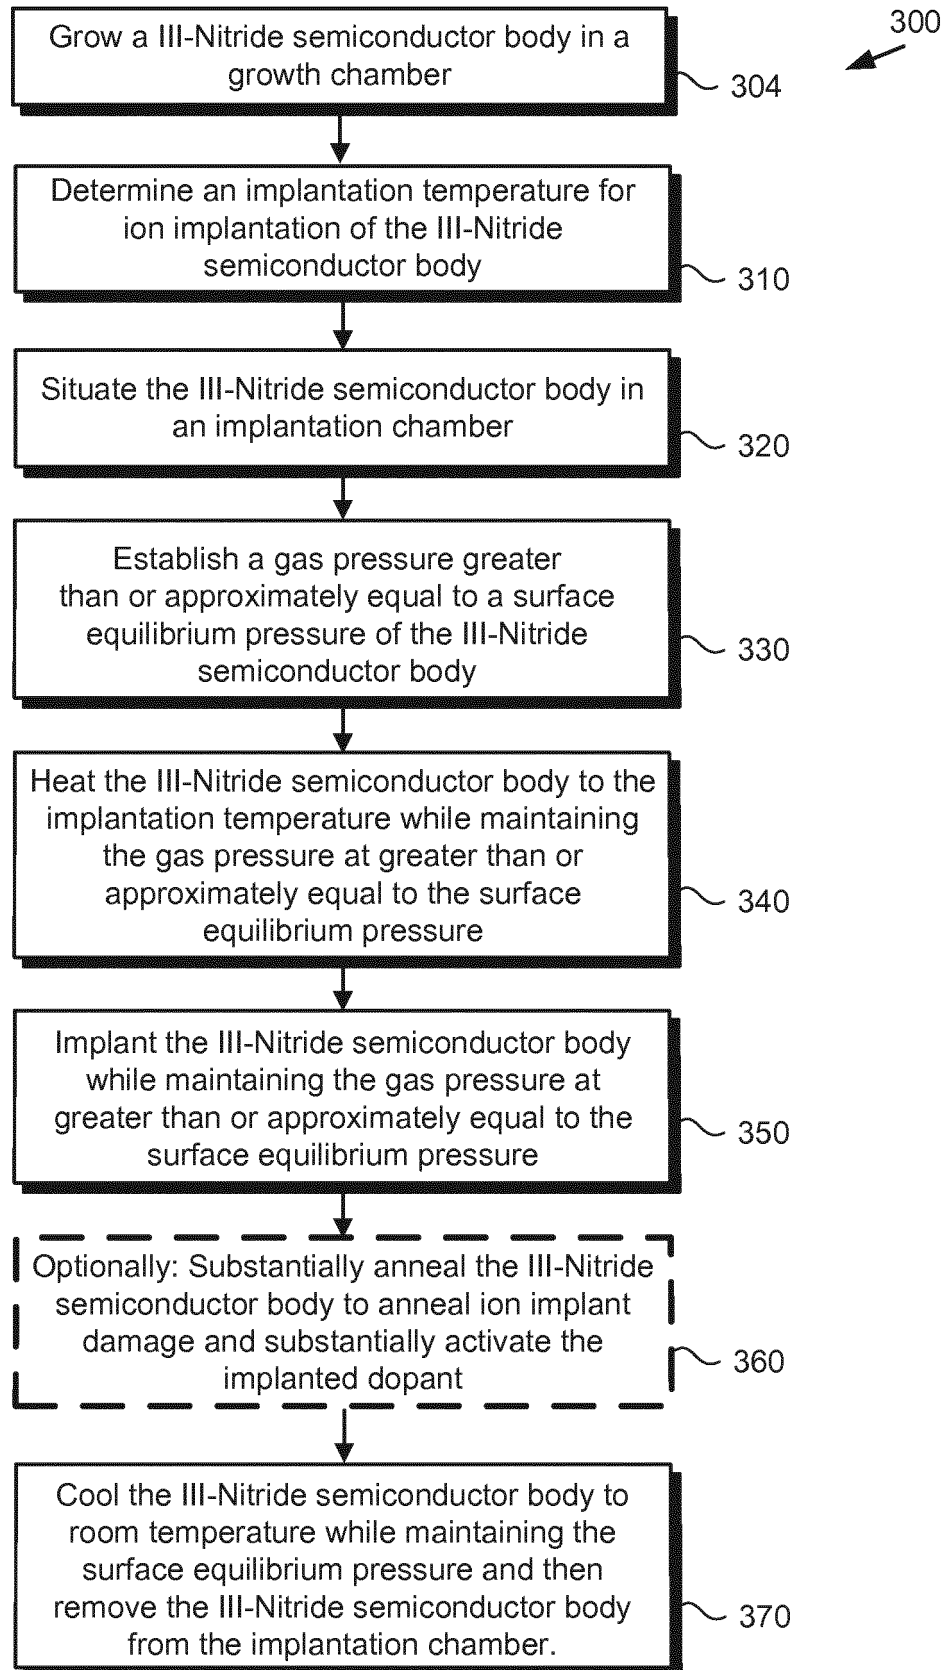 300
Grow a III-Nitride semiconductor body in a
growth chamber
304
Determine an implantation temperature for
ion implantation of the III-Nitride
semiconductor body
310
Situate the III-Nitride semiconductor body in
an implantation chamber
320
Establish a gas pressure greater
than or approximately equal to a surface
equilibrium pressure of the III-Nitride
semiconductor body
330
Heat the III-Nitride semiconductor body to the
implantation temperature while maintaining
the gas pressure at greater than or
approximately equal to the surface
equilibrium pressure
340
Implant the III-Nitride semiconductor body
while maintaining the gas pressure at
greater than or approximately equal to the
surface equilibrium pressure
350
Optionally: Substantially anneal the III-Nitride
semiconductor body to anneal ion implant
damage and substantially activate the
implanted dopant
360
Cool the III-Nitride semiconductor body to
room temperature while maintaining the
surface equilibrium pressure and then
remove the III-Nitride semiconductor body
from the implantation chamber.
370